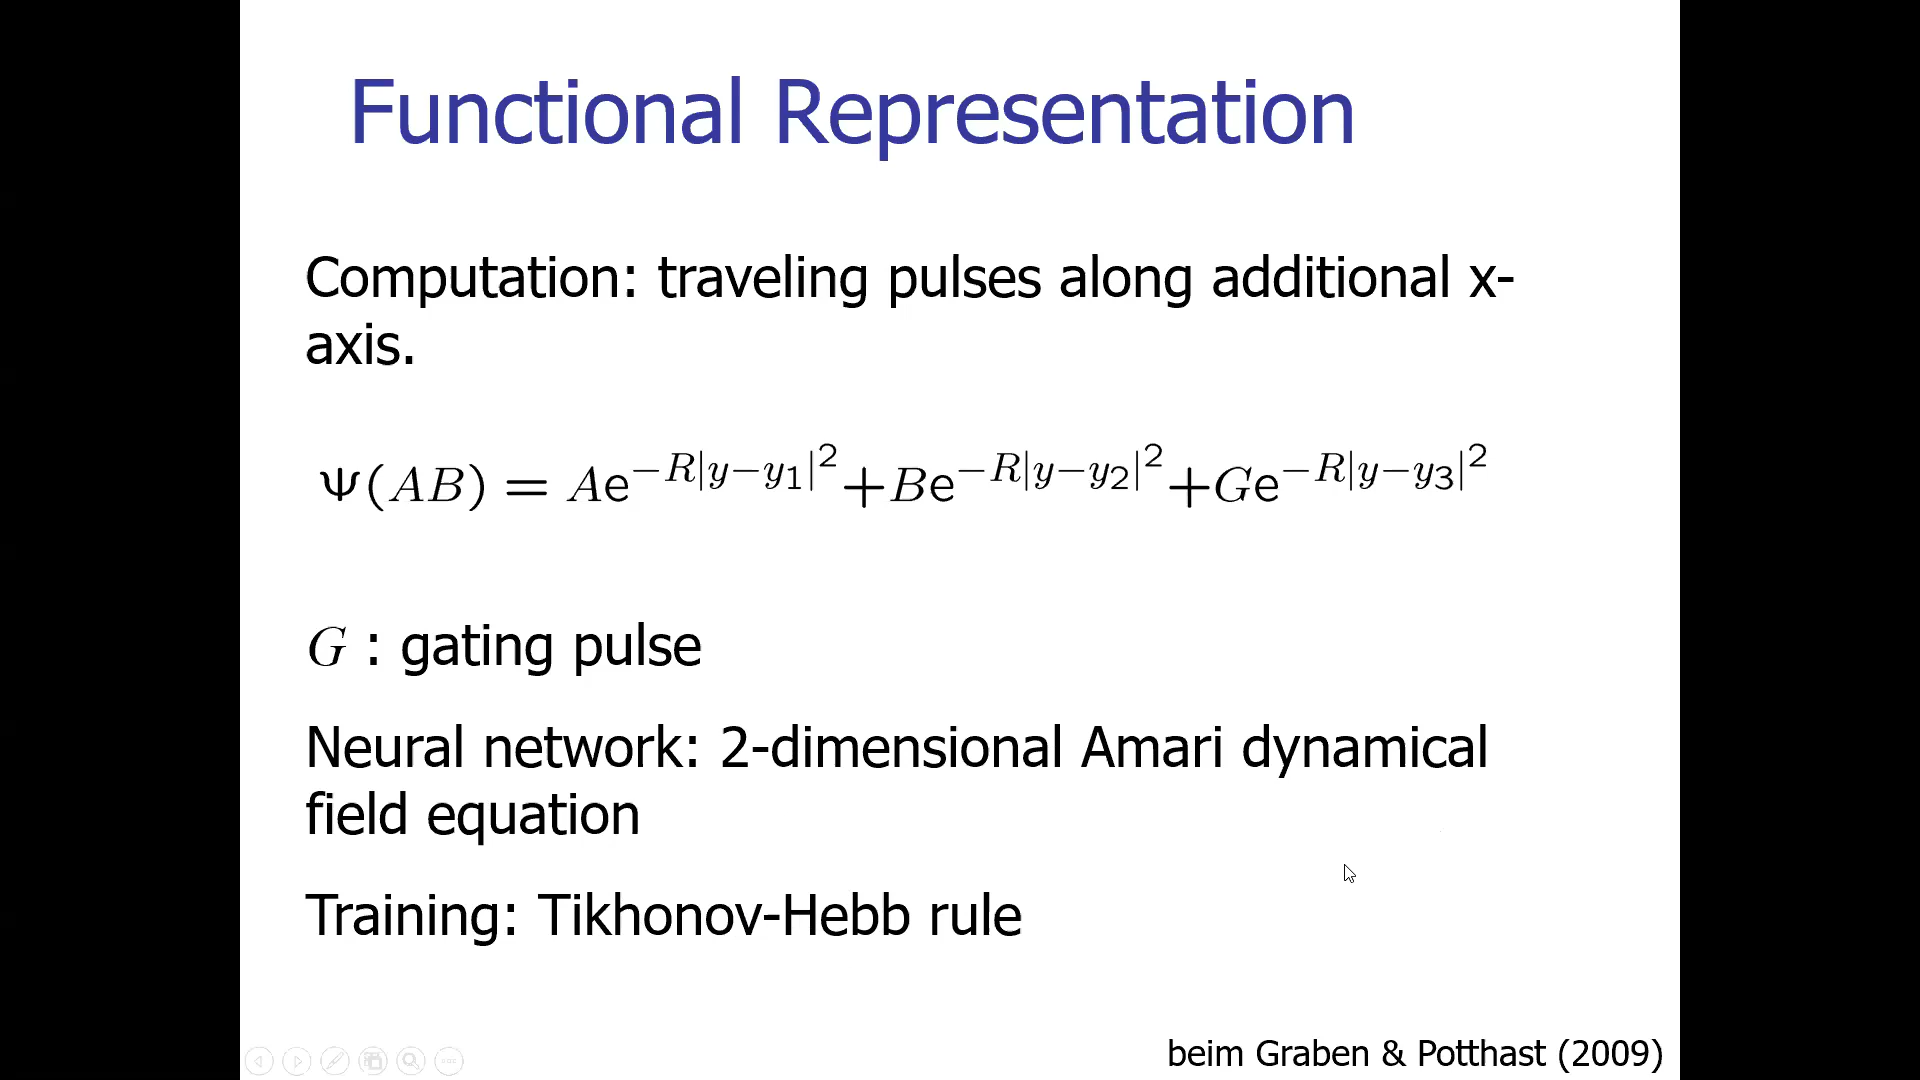 Functional Representation
Computation: traveling pulses along additional x-
axis.
Ψ(AB) = Ae^{−R|y−y₁|²}+Be^{−R|y−y₂|²}+Ge^{−R|y−y₃|²}
G : gating pulse
Neural network: 2-dimensional Amari dynamical
field equation
Training: Tikhonov-Hebb rule
beim Graben & Potthast (2009)